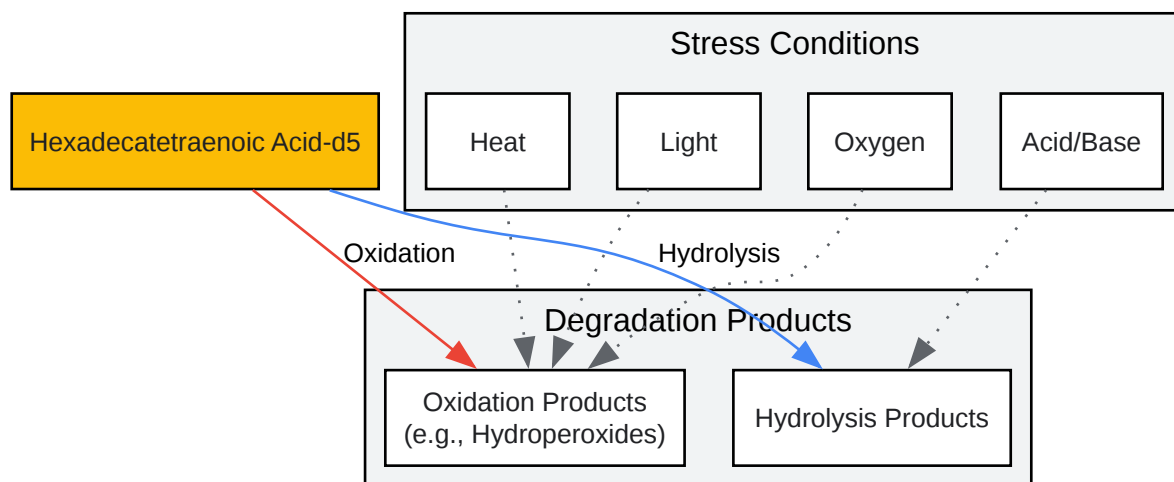 Stress Conditions
Hexadecatetraenoic Acid-d5
Heat
Light
Oxygen
Acid/Base
Oxidation
Hydrolysis
Degradation Products
Oxidation Products
(e.g., Hydroperoxides)
Hydrolysis Products